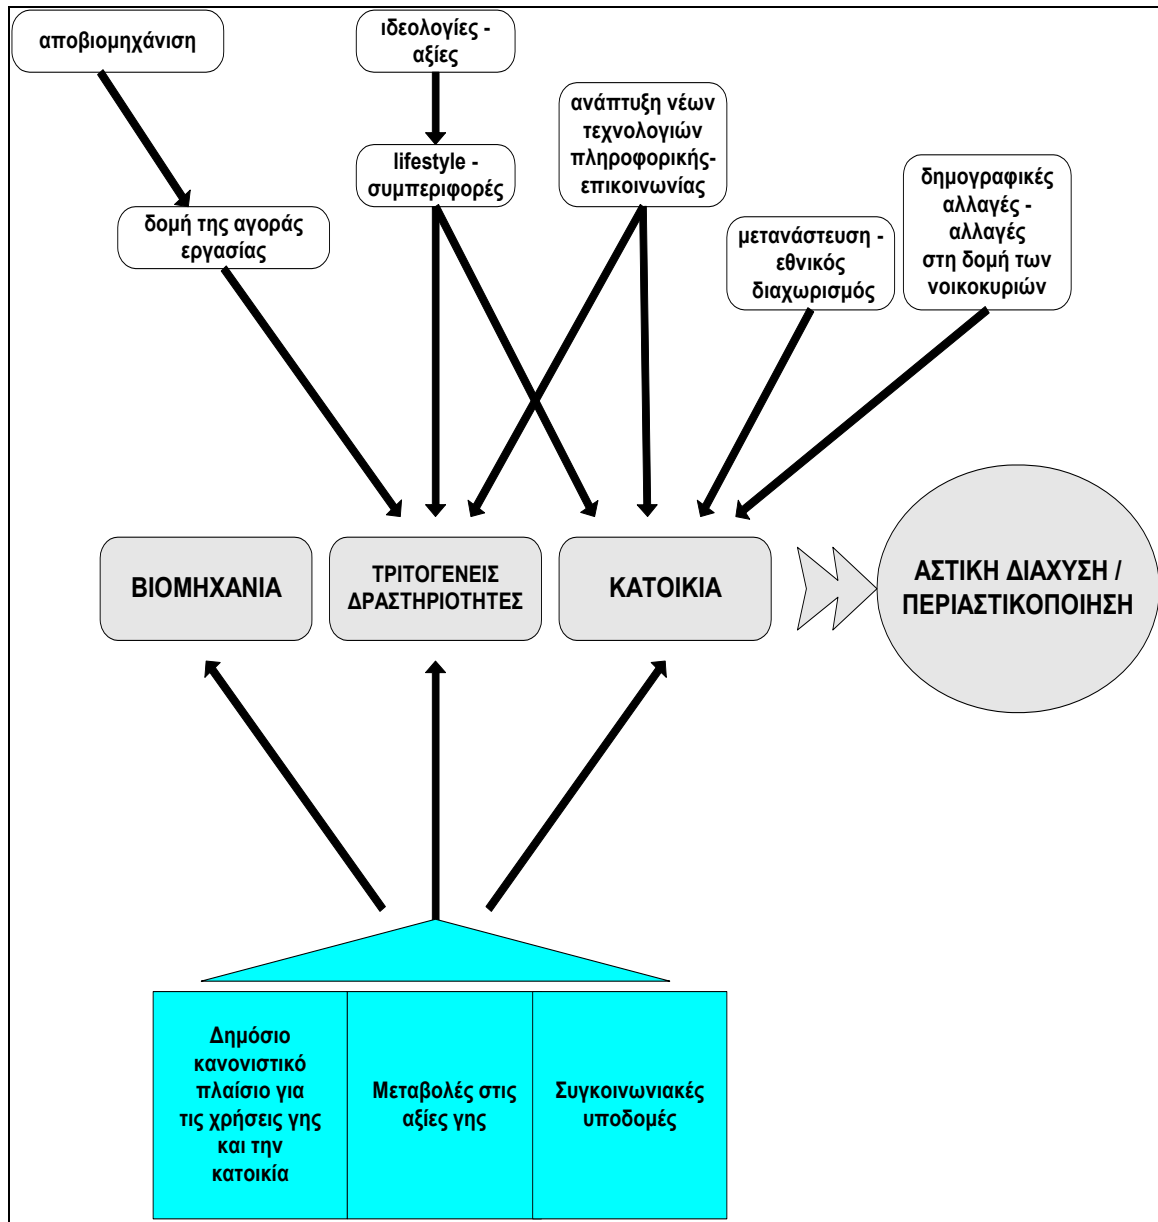 αποβιομηχάνιση
ιδεολογίες -
αξίες
ανάπτυξη νέων
τεχνολογιών
πληροφορικής-
επικοινωνίας
lifestyle -
συμπεριφορές
δημογραφικές
αλλαγές -
αλλαγές
στη δομή των
νοικοκυριών
δομή της αγοράς
εργασίας
μετανάστευση -
εθνικός
διαχωρισμός
ΒΙΟΜΗΧΑΝΙΑ
ΤΡΙΤΟΓΕΝΕΙΣ
ΔΡΑΣΤΗΡΙΟΤΗΤΕΣ
ΚΑΤΟΙΚΙΑ
ΑΣΤΙΚΗ ΔΙΑΧΥΣΗ /
ΠΕΡΙΑΣΤΙΚΟΠΟΙΗΣΗ
Δημόσιο
κανονιστικό
πλαίσιο για
τις χρήσεις γης
και την
κατοικία
Μεταβολές στις
αξίες γης
Συγκοινωνιακές
υποδομές